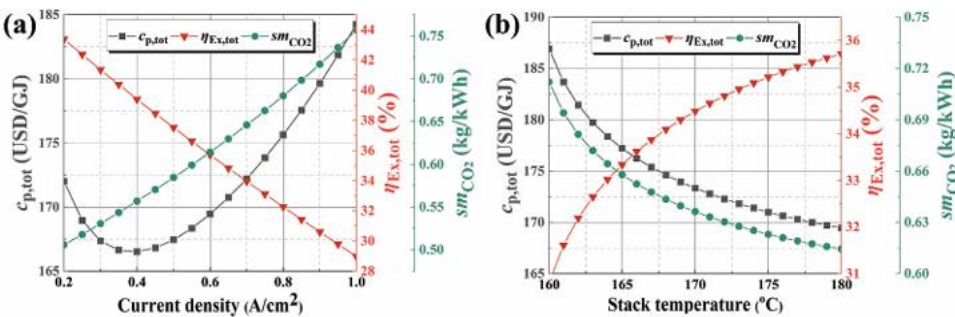 (a)
c_p,tot η_Ex,tot sm_CO2
c_p,tot (USD/GJ)
185
180
175
170
165
0.2 0.4 0.6 0.8 1.0
Current density (A/cm²)
44
42
40
38
36
34
32
30
28
η_Ex,tot (%)
0.75
0.70
0.65
0.60
0.55
0.50
sm_CO2 (kg/kWh)
(b)
c_p,tot η_Ex,tot sm_CO2
c_p,tot (USD/GJ)
190
185
180
175
170
165
160 165 170 175 180
Stack temperature (°C)
36
35
34
33
32
31
η_Ex,tot (%)
0.75
0.72
0.69
0.66
0.63
0.60
sm_CO2 (kg/kWh)